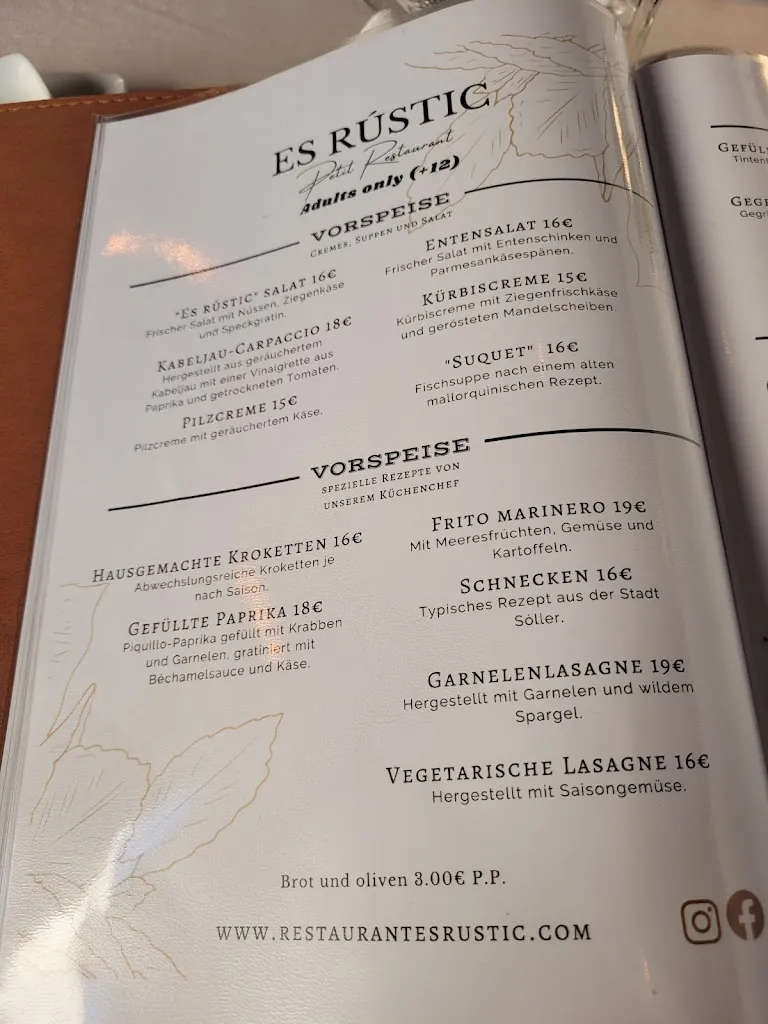 ES RÚSTIC
Petit Restaurant
Adults only (+12)
VORSPEISE
CREMES, SUPPEN UND SALAT
"ES RÚSTIC" SALAT 16€
Frischer Salat mit Nüssen, Ziegenkäse
und Speckgratin.
KABELJAU-CARPACCIO 18€
Hergestellt aus geräuchertem
Kabeljau mit einer Vinaigrette aus
Paprika und getrockneten Tomaten.
PILZCREME 15€
Pilzcreme mit geräuchertem Käse.
ENTENSALAT 16€
Frischer Salat mit Entenschinken und
Parmesankäsespänen.
KÜRBISCREME 15€
Kürbiscreme mit Ziegenfrischkäse
und gerösteten Mandelscheiben.
"SUQUET" 16€
Fischsuppe nach einem alten
mallorquinischen Rezept.
VORSPEISE
SPEZIELLE REZEPTE VON
UNSEREM KÜCHENCHEF
HAUSGEMACHTE KROKETTEN 16€
Abwechslungsreiche Kroketten je
nach Saison.
GEFÜLLTE PAPRIKA 18€
Piquillo-Paprika gefüllt mit Krabben
und Garnelen, gratiniert mit
Béchamelsauce und Käse.
FRITO MARINERO 19€
Mit Meeresfrüchten, Gemüse und
Kartoffeln.
SCHNECKEN 16€
Typisches Rezept aus der Stadt
Sóller.
GARNELENLASAGNE 19€
Hergestellt mit Garnelen und wildem
Spargel.
VEGETARISCHE LASAGNE 16€
Hergestellt mit Saisongemüse.
Brot und oliven 3.00€ P.P.
WWW.RESTAURANTESRUSTIC.COM